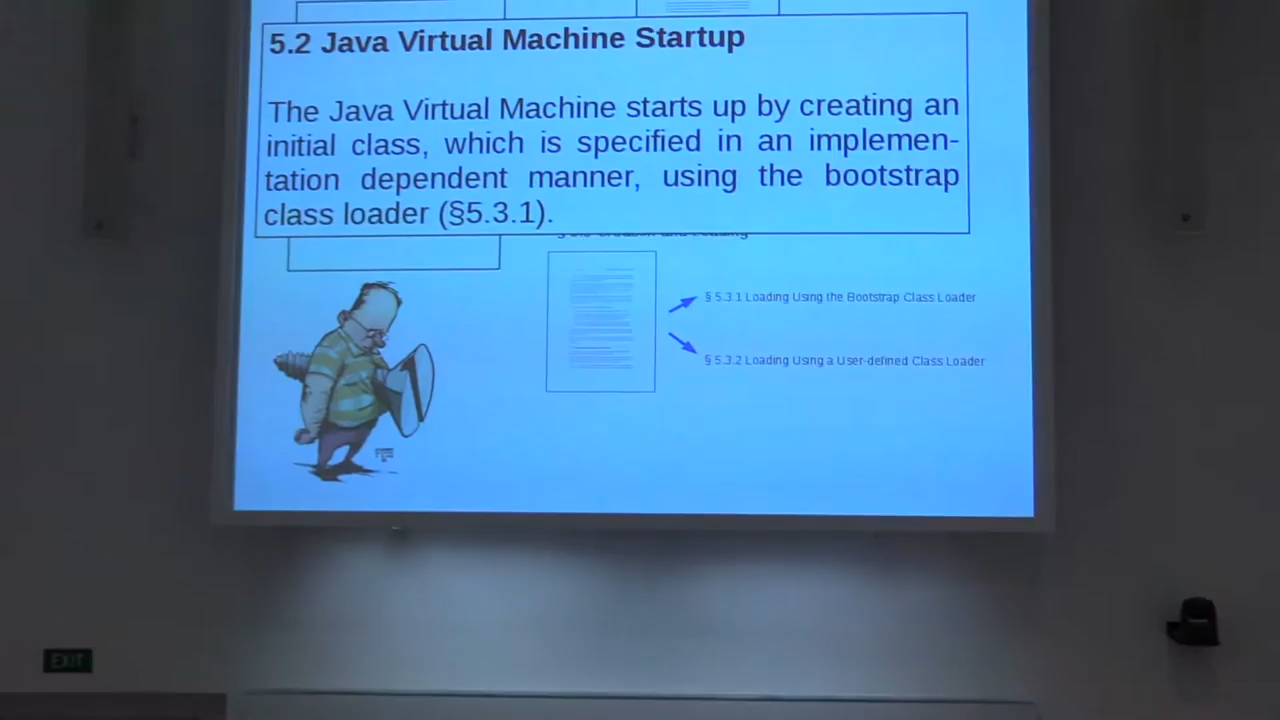 5.2 Java Virtual Machine Startup
The Java Virtual Machine starts up by creating an
initial class, which is specified in an implemen-
tation dependent manner, using the bootstrap
class loader (§5.3.1).
§ 5.3.1 Loading Using the Bootstrap Class Loader
§ 5.3.2 Loading Using a User-defined Class Loader
EXIT